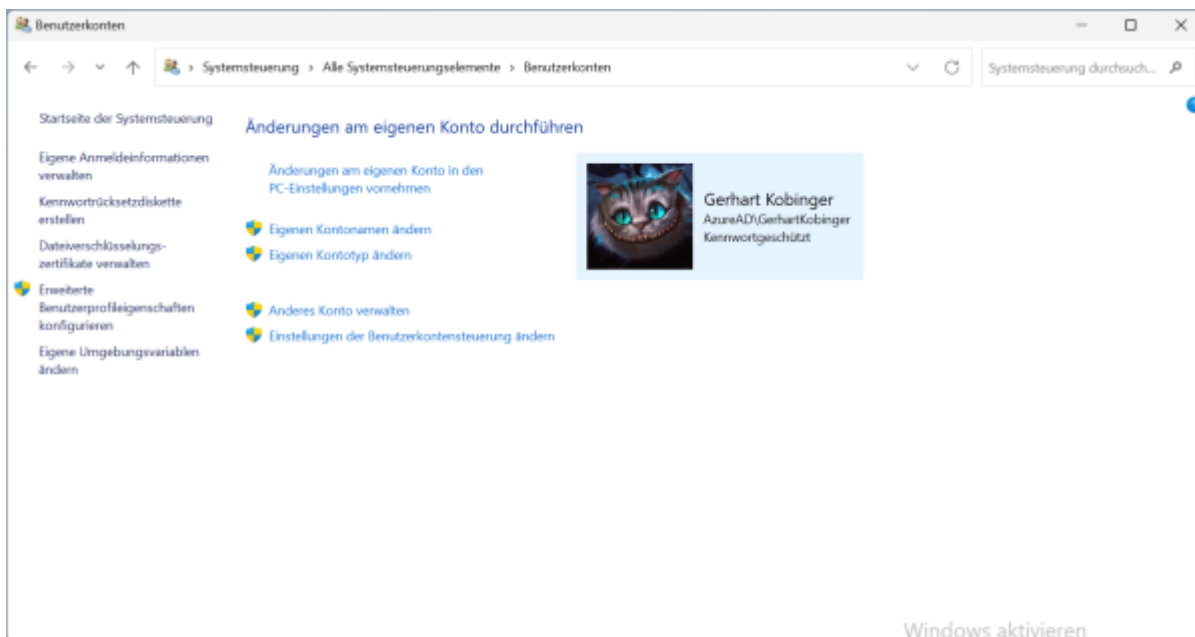 Benutzerkonten
Systemsteuerung > Alle Systemsteuerungselemente > Benutzerkonten
Systemsteuerung durchsuch...
Startseite der Systemsteuerung
Eigene Anmeldeinformationen
verwalten
Kennwortrücksetzdiskette
erstellen
Dateiverschlüsselungs-
zertifikate verwalten
Erweiterte
Benutzerprofileigenschaften
konfigurieren
Eigene Umgebungsvariablen
ändern
Änderungen am eigenen Konto durchführen
Änderungen am eigenen Konto in den
PC-Einstellungen vornehmen
Eigenen Kontonamen ändern
Eigenen Kontotyp ändern
Anderes Konto verwalten
Einstellungen der Benutzerkontensteuerung ändern
Gerhart Kobinger
AzureAD\GerhartKobinger
Kennwortgeschützt
Windows aktivieren